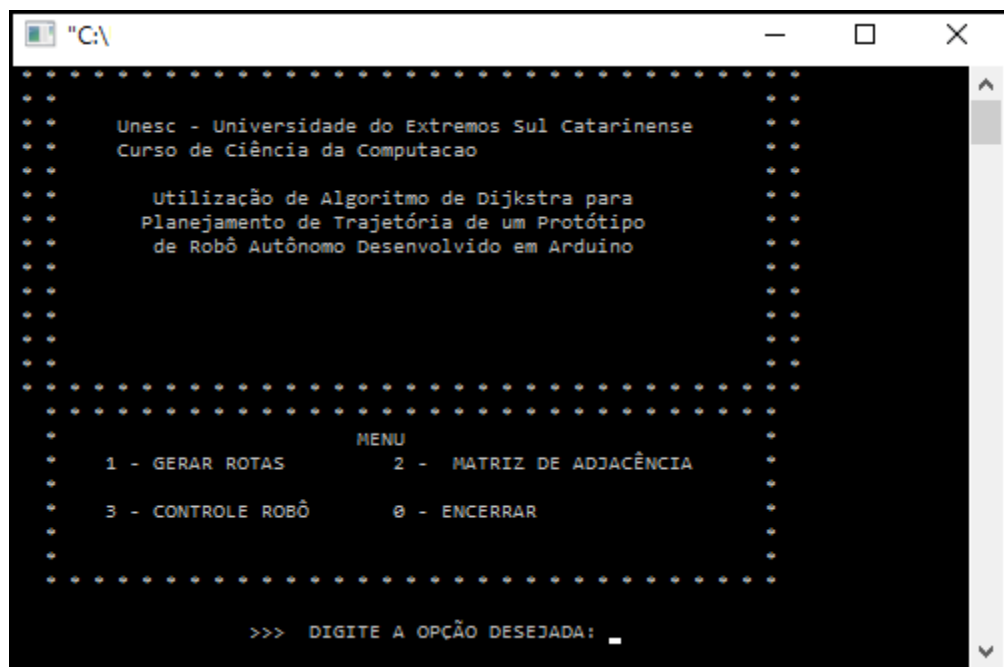 "C:\
Unesc - Universidade do Extremos Sul Catarinense
Curso de Ciência da Computacao
Utilização de Algoritmo de Dijkstra para
Planejamento de Trajetória de um Protótipo
de Robô Autônomo Desenvolvido em Arduino
MENU
1 - GERAR ROTAS 2 - MATRIZ DE ADJACÊNCIA
3 - CONTROLE ROBÔ 0 - ENCERRAR
>>> DIGITE A OPÇÃO DESEJADA: _